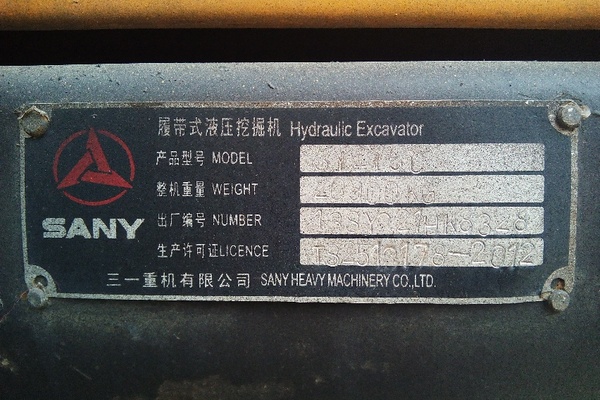 履带式液压挖掘机 Hydraulic Excavator
产品型号 MODEL
整机重量 WEIGHT
出厂编号 NUMBER
生产许可证LICENCE TS2510176-2012
SANY
三一重机有限公司 SANY HEAVY MACHINERY CO.,LTD.